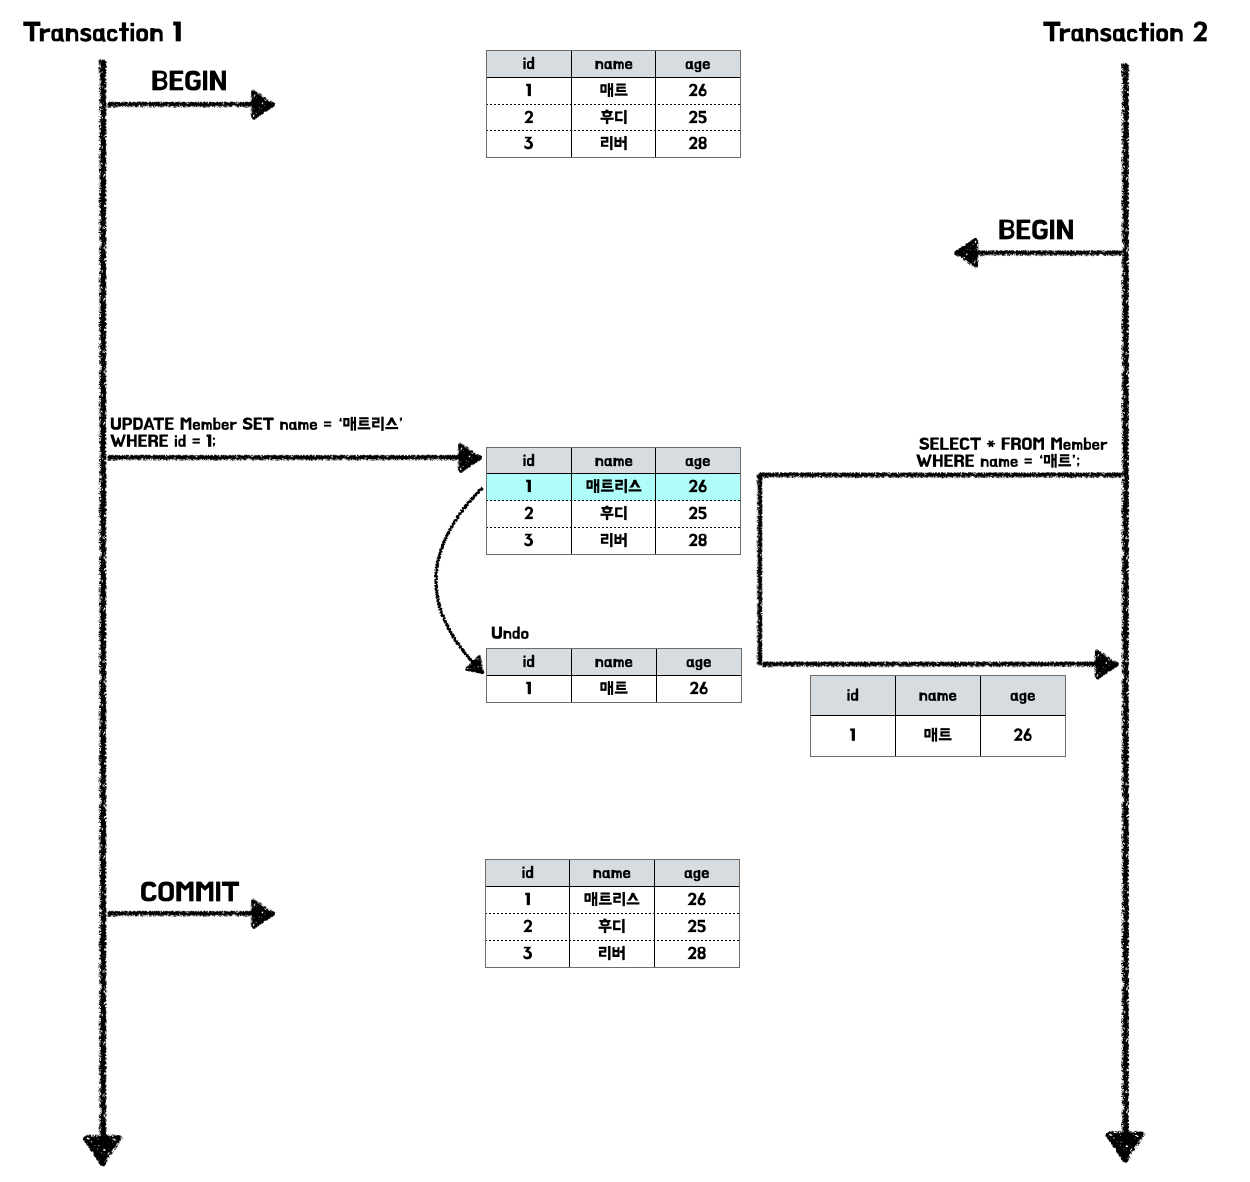 Transaction 1
Transaction 2
BEGIN
id name age
1 매트 26
2 후디 25
3 리버 28
BEGIN
UPDATE Member SET name = ‘매트리스’
WHERE id = 1;
SELECT * FROM Member
WHERE name = ‘매트’;
id name age
1 매트리스 26
2 후디 25
3 리버 28
Undo
id name age
1 매트 26
id name age
1 매트 26
COMMIT
id name age
1 매트리스 26
2 후디 25
3 리버 28